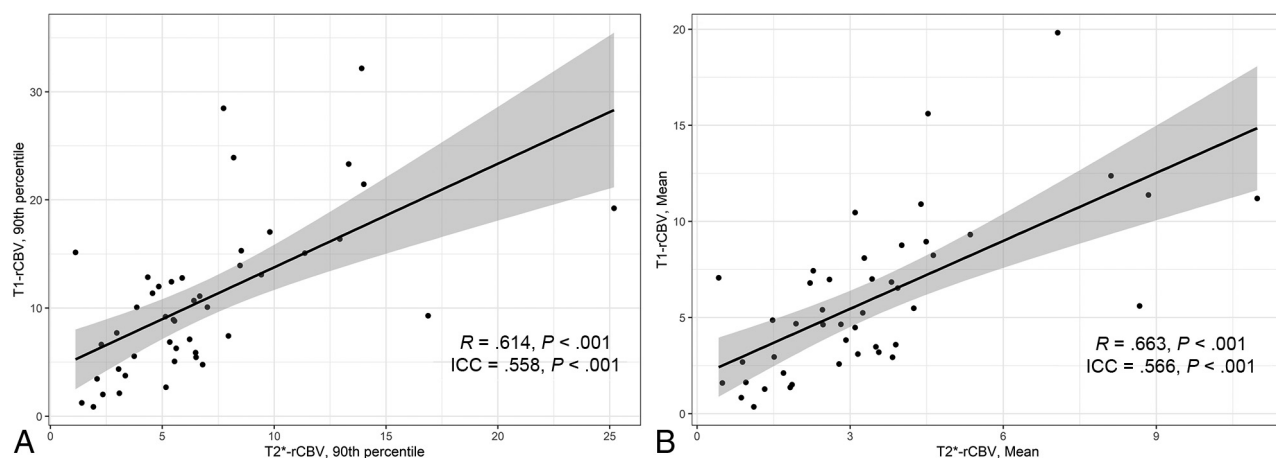 30
20
10
0
T1-rCBV, 90th percentile
R = .614, P < .001
ICC = .558, P < .001
0 5 10 15 20 25
T2*-rCBV, 90th percentile
A
20
15
10
5
0
T1-rCBV, Mean
R = .663, P < .001
ICC = .566, P < .001
0 3 6 9
T2*-rCBV, Mean
B